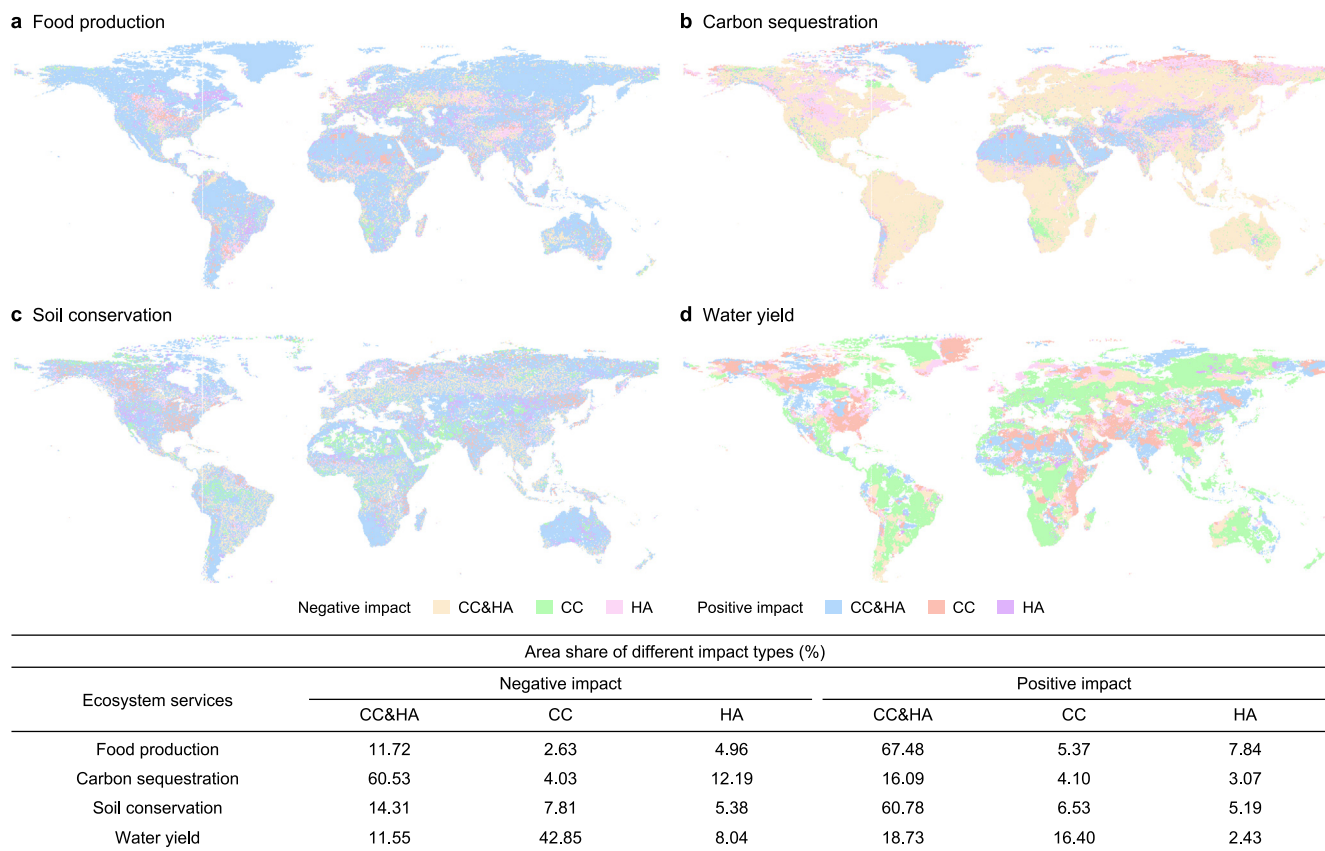 a Food production
b Carbon sequestration
c Soil conservation
d Water yield
Negative impact CC&HA CC HA Positive impact CC&HA CC HA
Area share of different impact types (%)
Ecosystem services Negative impact Positive impact
CC&HA CC HA CC&HA CC HA
Food production 11.72 2.63 4.96 67.48 5.37 7.84
Carbon sequestration 60.53 4.03 12.19 16.09 4.10 3.07
Soil conservation 14.31 7.81 5.38 60.78 6.53 5.19
Water yield 11.55 42.85 8.04 18.73 16.40 2.43